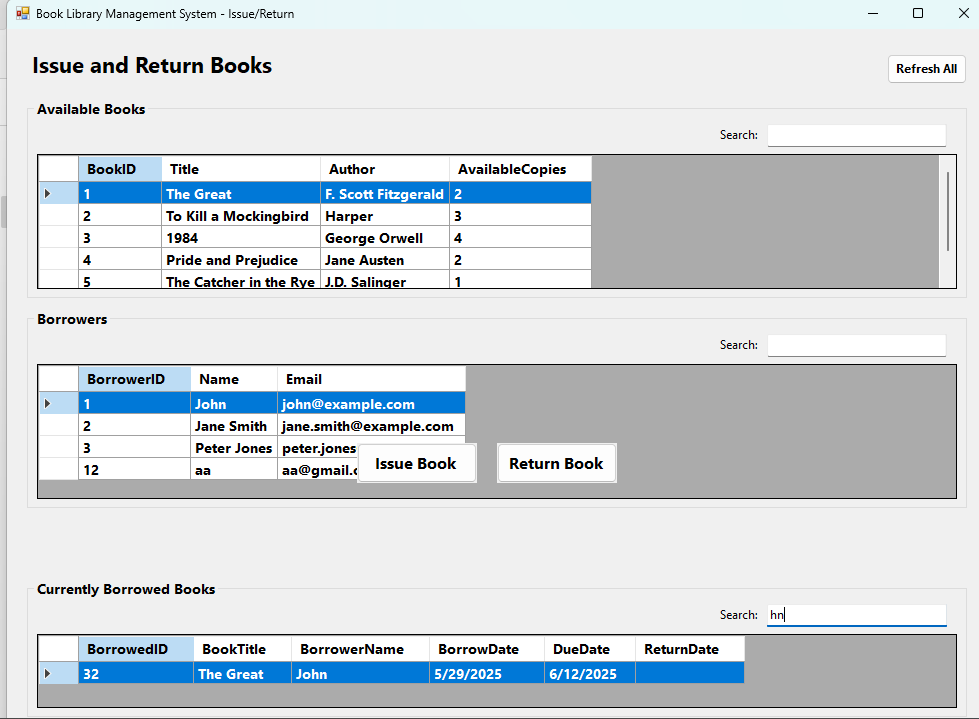 Book Library Management System - Issue/Return
Issue and Return Books
Refresh All
Available Books
Search:
BookID Title Author AvailableCopies
1 The Great F. Scott Fitzgerald 2
2 To Kill a Mockingbird Harper 3
3 1984 George Orwell 4
4 Pride and Prejudice Jane Austen 2
5 The Catcher in the Rye J.D. Salinger 1
Borrowers
Search:
BorrowerID Name Email
1 John john@example.com
2 Jane Smith jane.smith@example.com
3 Peter Jones peter.jones
12 aa aa@gmail.c
Issue Book Return Book
Currently Borrowed Books
Search: hn
BorrowedID BookTitle BorrowerName BorrowDate DueDate ReturnDate
32 The Great John 5/29/2025 6/12/2025